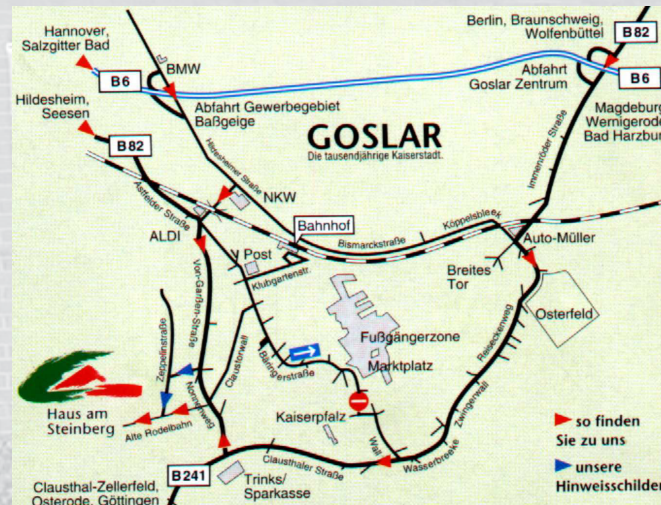 Hannover,
Salzgitter Bad
BMW
B6
Berlin, Braunschweig,
Wolfenbüttel
B82
Abfahrt
Goslar Zentrum
B6
Hildesheim,
Seesen
Abfahrt Gewerbegebiet
Baßgeige
Magdeburg
Wernigerode
Bad Harzburg
B82
GOSLAR
Die tausendjährige Kaiserstadt.
Hildesheimer Straße
Immenröder Straße
Astfelder Straße
NKW
Bahnhof
Bismarckstraße
Köppelsbleek
ALDI
Post
Auto-Müller
Klubgartenstr.
Breites
Tor
Von-Garßen-Straße
Osterfeld
Fußgängerzone
Marktplatz
Reiseckenweg
Zeppelinstraße
Claustorwall
Bäringerstraße
Zwingerwall
Haus am
Steinberg
Nonnenweg
Alte Rodelbahn
Kaiserpfalz
Wall
Wasserbreeke
so finden
Sie zu uns
Clausthaler Straße
B241
Trinks/
Sparkasse
unsere
Hinweisschilder
Clausthal-Zellerfeld,
Osterode, Göttingen